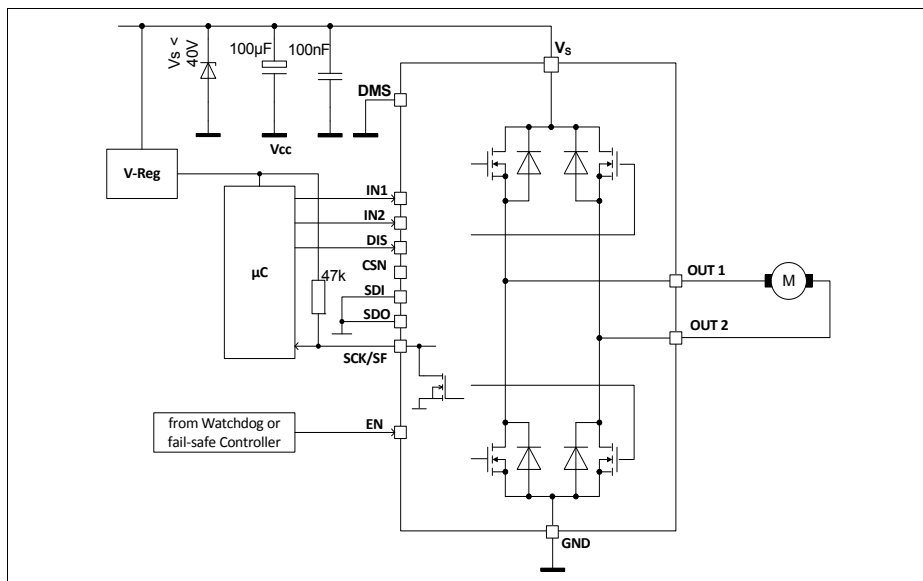 Vs <
40V
100µF
100nF
VS
DMS
Vcc
V-Reg
IN1
IN2
DIS
µC
CSN
47k
SDI
SDO
SCK/SF
OUT 1
M
OUT 2
from Watchdog or
fail-safe Controller
EN
GND